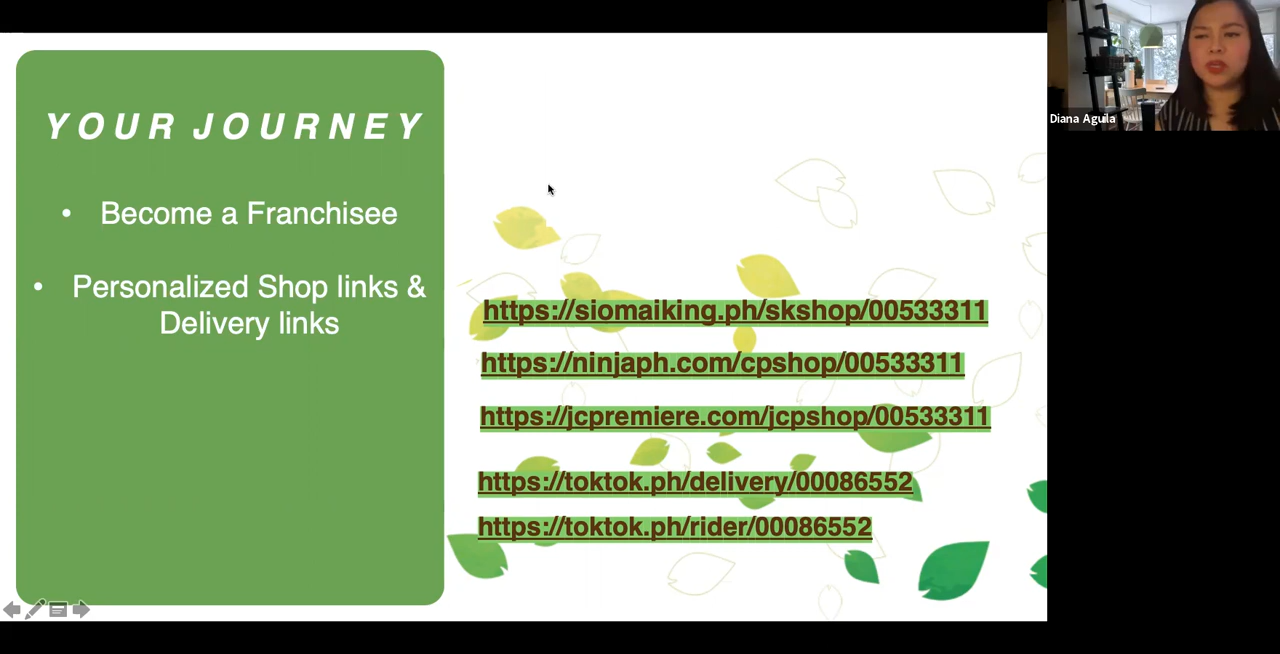 YOUR JOURNEY
• Become a Franchisee
• Personalized Shop links &
Delivery links
https://siomaiking.ph/skshop/00533311
https://ninjaph.com/cpshop/00533311
https://jcpremiere.com/jcpshop/00533311
https://toktok.ph/delivery/00086552
https://toktok.ph/rider/00086552
Diana Aguila